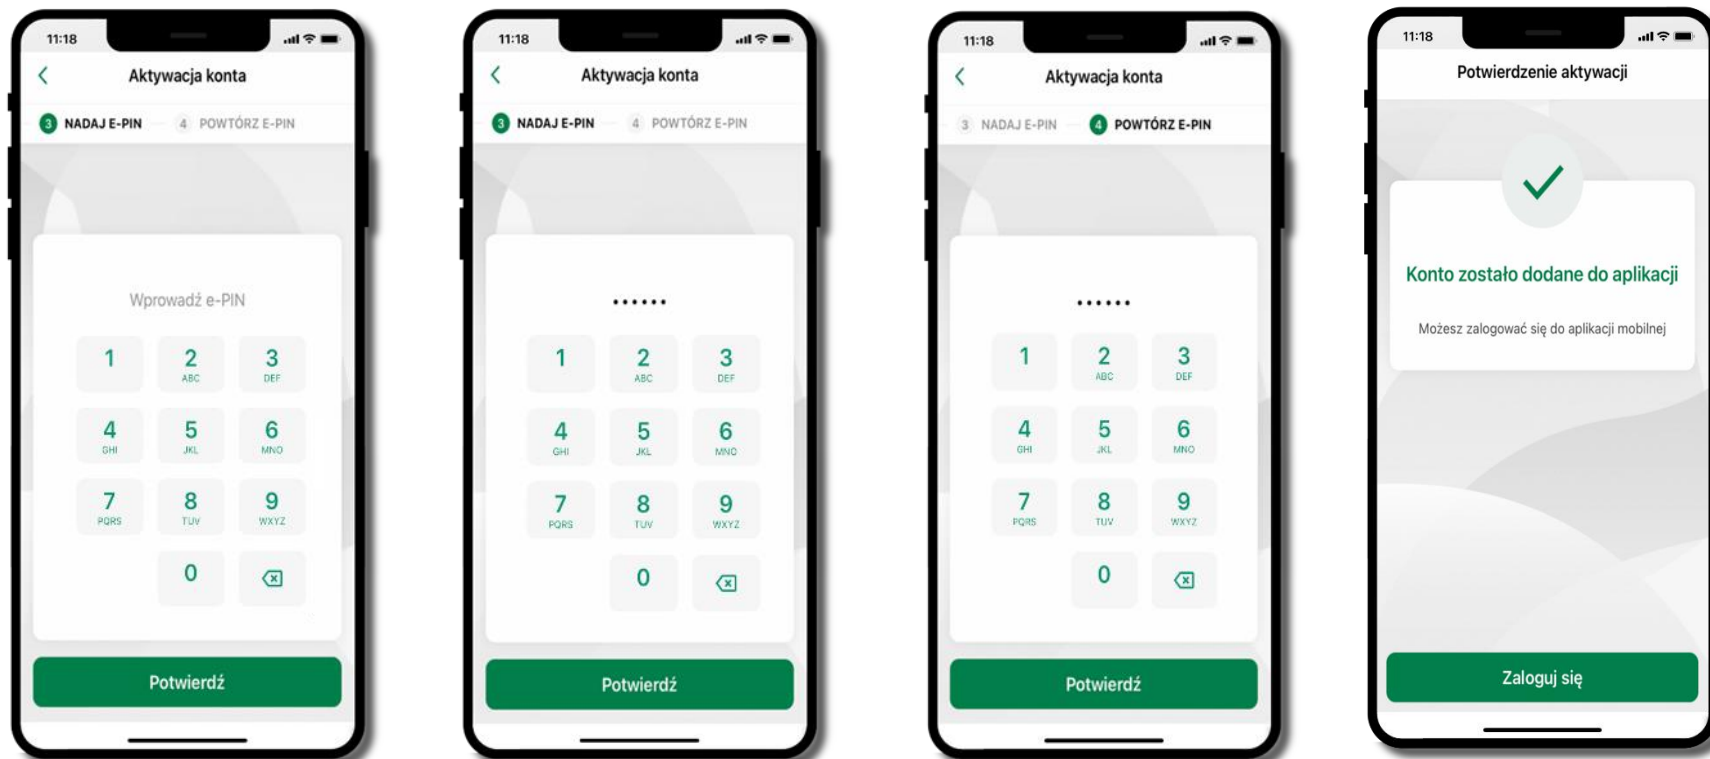 11:18
Aktywacja konta
3 NADAJ E-PIN 4 POWTÓRZ E-PIN
Wprowadź e-PIN
1 2 3
ABC DEF
4 5 6
GHI JKL MNO
7 8 9
PQRS TUV WXYZ
0
Potwierdź
11:18
Aktywacja konta
3 NADAJ E-PIN 4 POWTÓRZ E-PIN
••••••
1 2 3
ABC DEF
4 5 6
GHI JKL MNO
7 8 9
PQRS TUV WXYZ
0
Potwierdź
11:18
Aktywacja konta
3 NADAJ E-PIN 4 POWTÓRZ E-PIN
••••••
1 2 3
ABC DEF
4 5 6
GHI JKL MNO
7 8 9
PQRS TUV WXYZ
0
Potwierdź
11:18
Potwierdzenie aktywacji
Konto zostało dodane do aplikacji
Możesz zalogować się do aplikacji mobilnej
Zaloguj się